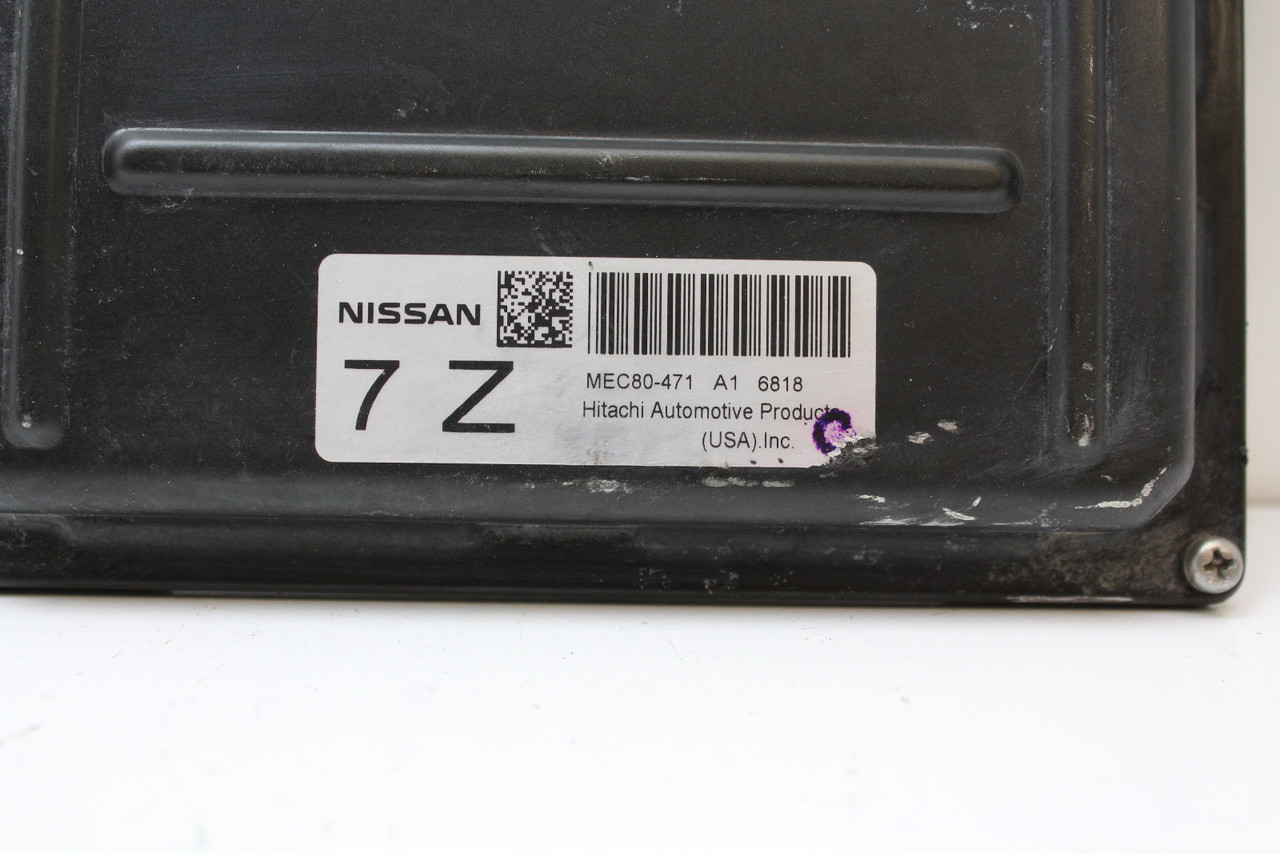 NISSAN
7 Z
MEC80-471 A1 6818
Hitachi Automotive Products
(USA).Inc.